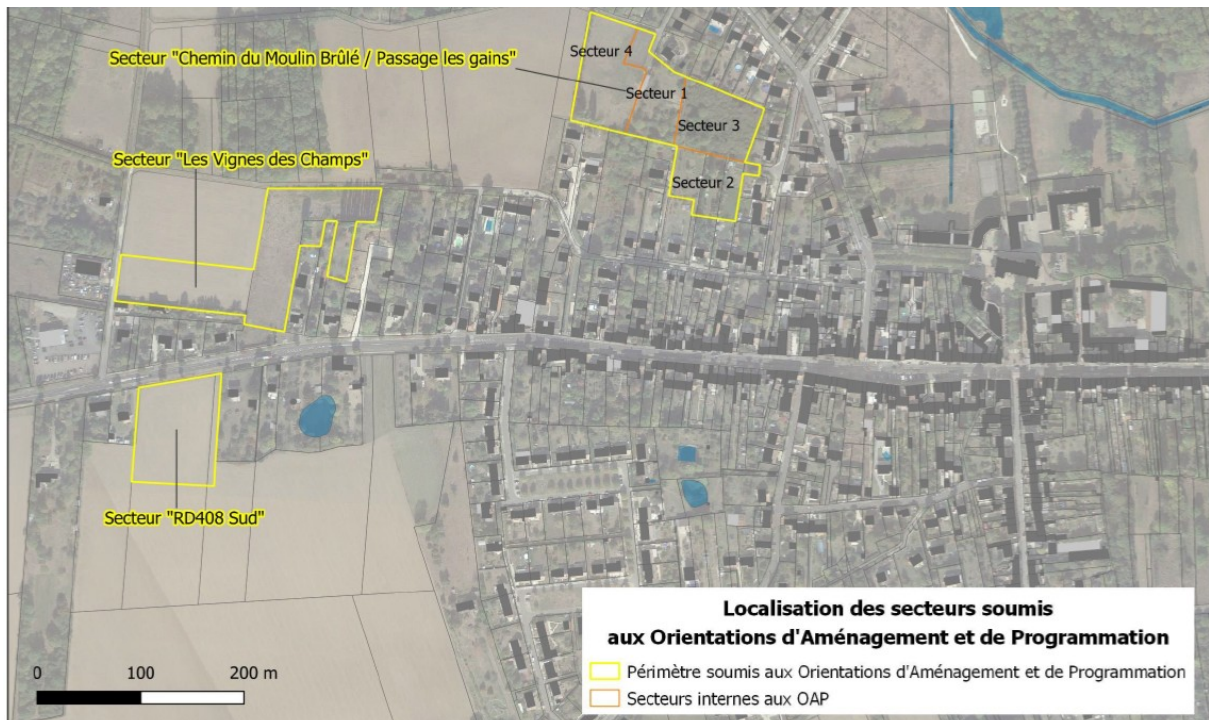 Secteur "Chemin du Moulin Brûlé / Passage les gains"
Secteur 4
Secteur 1
Secteur 3
Secteur 2
Secteur "Les Vignes des Champs"
Secteur "RD408 Sud"
Localisation des secteurs soumis
aux Orientations d'Aménagement et de Programmation
Périmètre soumis aux Orientations d'Aménagement et de Programmation
Secteurs internes aux OAP
0 100 200 m